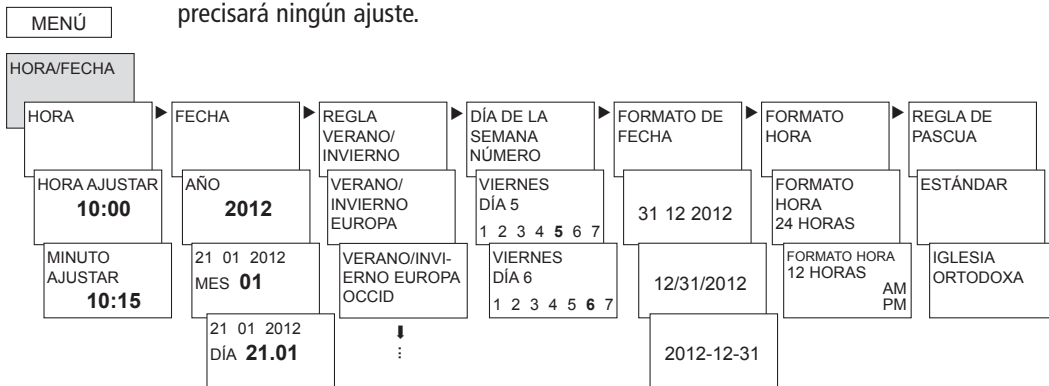 precisará ningún ajuste.
MENÚ
HORA/FECHA
HORA
HORA AJUSTAR
10:00
MINUTO
AJUSTAR
10:15
FECHA
AÑO
2012
21 01 2012
MES 01
21 01 2012
DÍA 21.01
REGLA
VERANO/
INVIERNO
VERANO/
INVIERNO
EUROPA
VERANO/INVI-
ERNO EUROPA
OCCID
DÍA DE LA
SEMANA
NÚMERO
VIERNES
DÍA 5
1 2 3 4 5 6 7
VIERNES
DÍA 6
1 2 3 4 5 6 7
FORMATO DE
FECHA
31 12 2012
12/31/2012
2012-12-31
FORMATO
HORA
FORMATO
HORA
24 HORAS
FORMATO HORA
12 HORAS
AM
PM
REGLA DE
PASCUA
ESTÁNDAR
IGLESIA
ORTODOXA